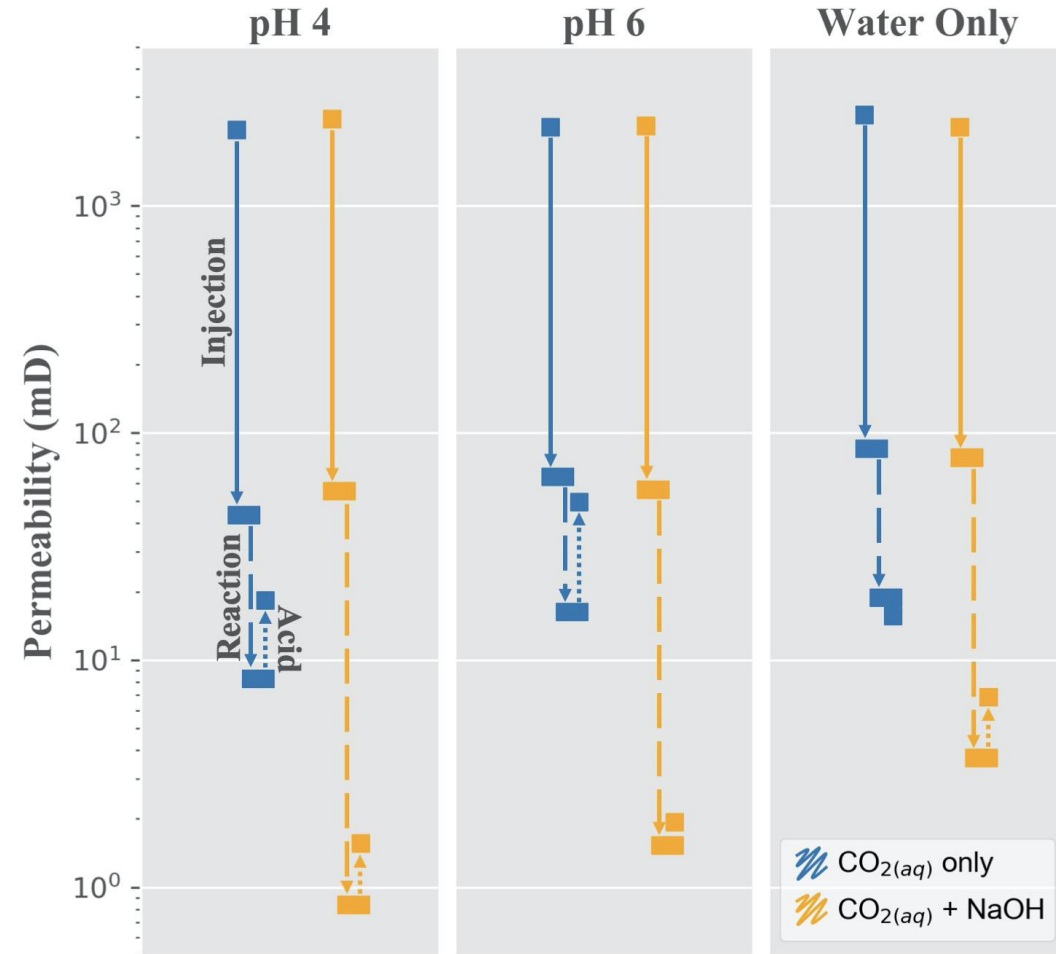 pH 4
pH 6
Water Only
Permeability (mD)
10³
10²
10¹
10⁰
Injection
Reaction
Acid
CO₂₍aq₎ only
CO₂₍aq₎ + NaOH